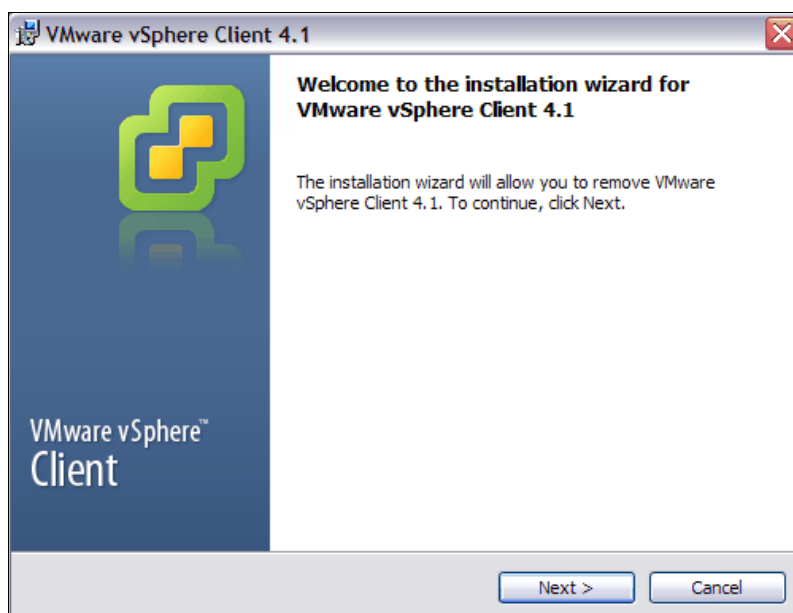 VMware vSphere Client 4.1
Welcome to the installation wizard for
VMware vSphere Client 4.1
The installation wizard will allow you to remove VMware
vSphere Client 4.1. To continue, click Next.
VMware vSphere™
Client
Next >
Cancel